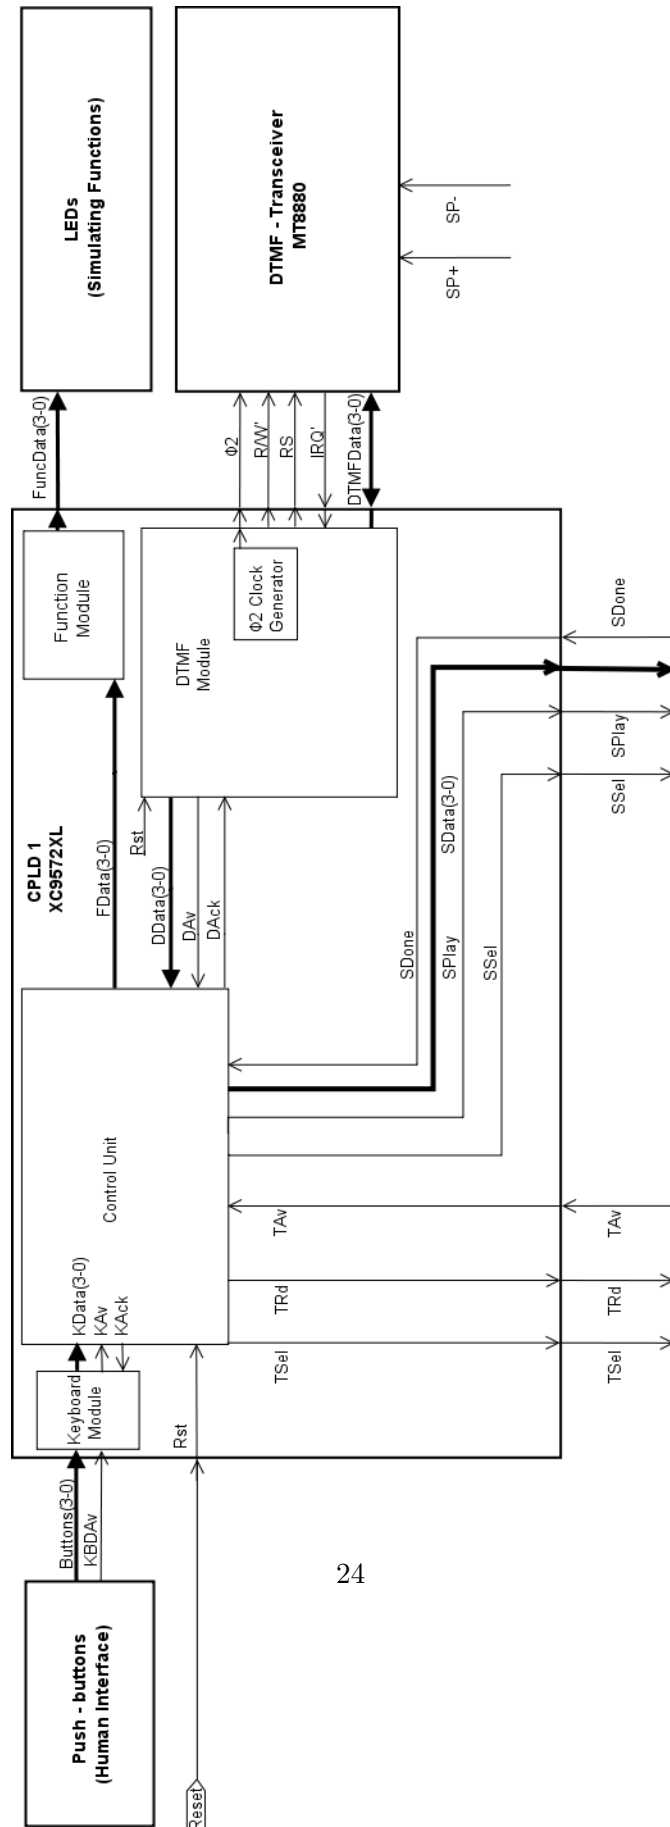 LEDs
(Simulating Functions)
DTMF - Transceiver
MT8880
SP-
SP+
FuncData(3-0)
Φ2
R/W'
RS
IRQ'
DTMFData(3-0)
Function
Module
Φ2 Clock
Generator
DTMF
Module
CPLD 1
XC9572XL
FData(3-0)
Rst
DData(3-0)
DAv
DAck
SDone
SData(3-0)
SPlay
SSel
SDone
SPlay
SSel
Control Unit
KData(3-0)
KAv
KAck
TAv
TRd
TSel
TAv
TRd
TSel
Keyboard
Module
Rst
Buttons(3-0)
KBDAv
Push - buttons
(Human Interface)
Reset
24